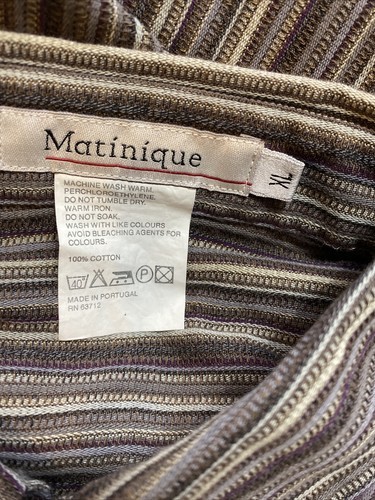 Matinique
XL
MACHINE WASH WARM.
PERCHLOROETHYLENE.
DO NOT TUMBLE DRY.
WARM IRON.
DO NOT SOAK.
WASH WITH LIKE COLOURS
AVOID BLEACHING AGENTS FOR
COLOURS.
100% COTTON
40° P
MADE IN PORTUGAL
RN 63712